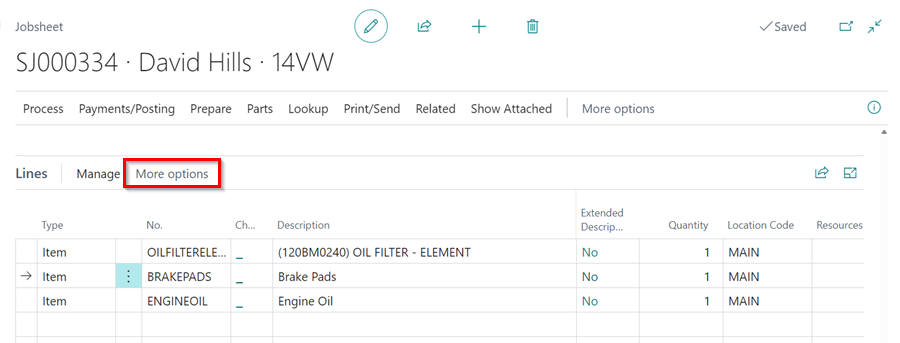 Jobsheet
Saved
SJ000334 · David Hills · 14VW
Process Payments/Posting Prepare Parts Lookup Print/Send Related Show Attached More options
Lines Manage More options
Type No. Ch... Description Extended Descrip... Quantity Location Code Resources
Item OILFILTERELE... _ (120BM0240) OIL FILTER - ELEMENT No 1 MAIN
Item BRAKEPADS _ Brake Pads No 1 MAIN
Item ENGINEOIL _ Engine Oil No 1 MAIN